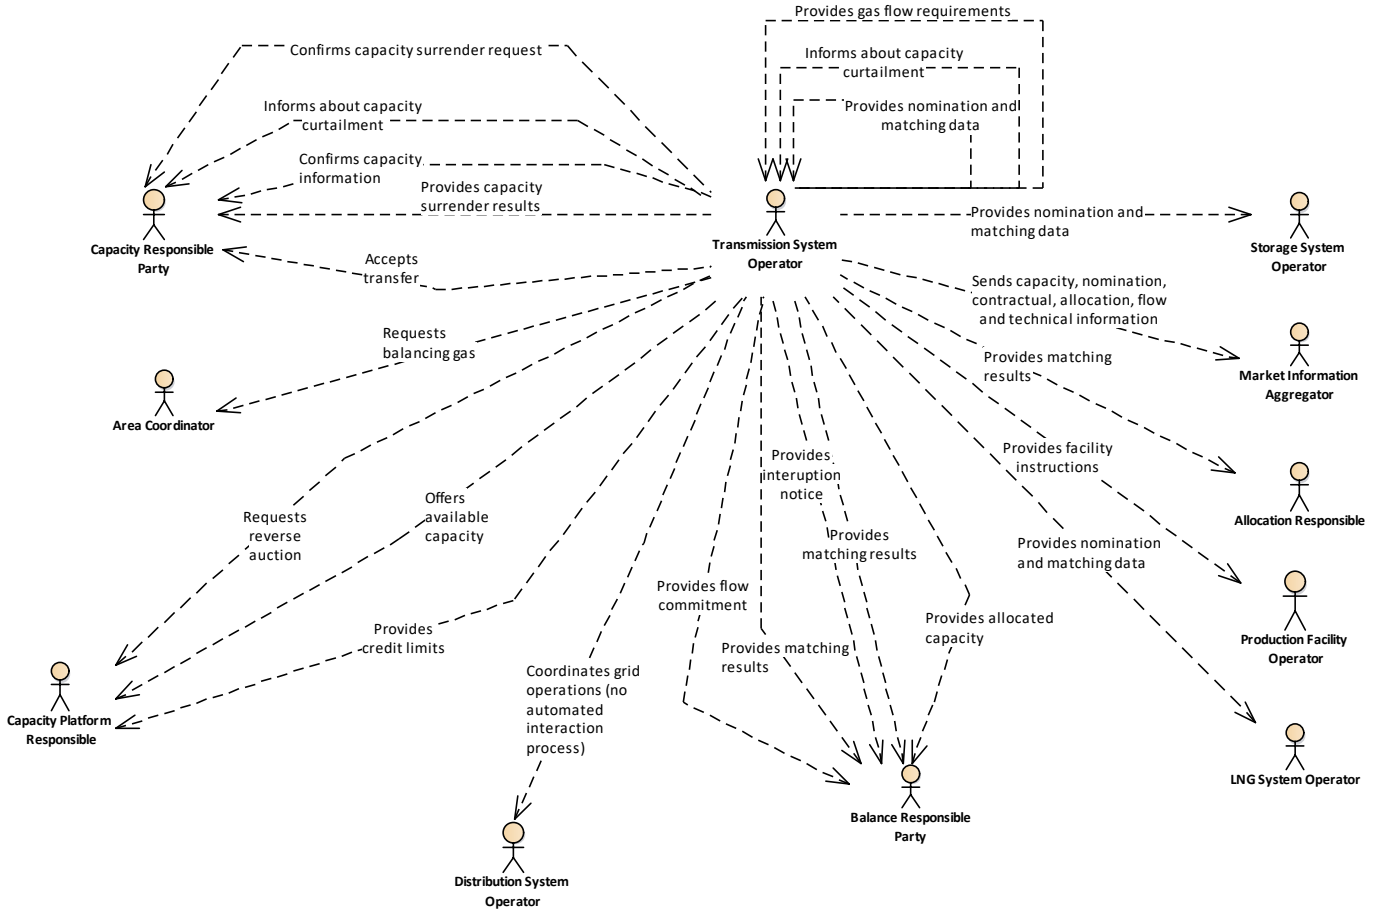 Provides gas flow requirements
Confirms capacity surrender request
Informs about capacity
curtailment
Informs about capacity
curtailment
Provides nomination and
matching data
Confirms capacity
information
Provides capacity
surrender results
Capacity Responsible
Party
Transmission System
Operator
Provides nomination and
matching data
Storage System
Operator
Accepts
transfer
Sends capacity, nomination,
contractual, allocation, flow
and technical information
Requests
balancing gas
Provides matching
results
Market Information
Aggregator
Area Coordinator
Provides
interuption
notice
Provides facility
instructions
Allocation Responsible
Requests
reverse
auction
Offers
available
capacity
Provides
matching results
Provides nomination
and matching data
Provides flow
commitment
Provides allocated
capacity
Production Facility
Operator
Provides
credit limits
Provides matching
results
Coordinates grid
operations (no
automated
interaction
process)
Capacity Platform
Responsible
LNG System Operator
Balance Responsible
Party
Distribution System
Operator